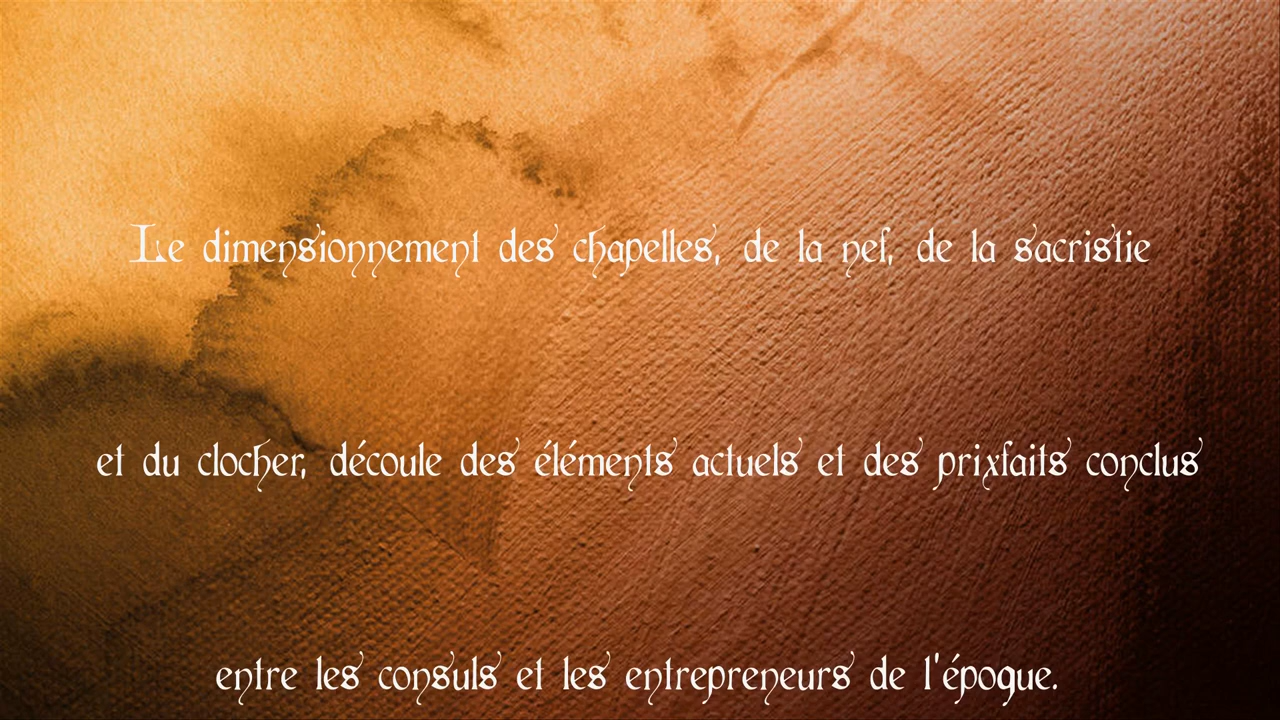 Le dimensionnement des chapelles, de la nef, de la sacristie
et du clocher, découle des éléments actuels et des prixfaits conclus
entre les consuls et les entrepreneurs de l'époque.